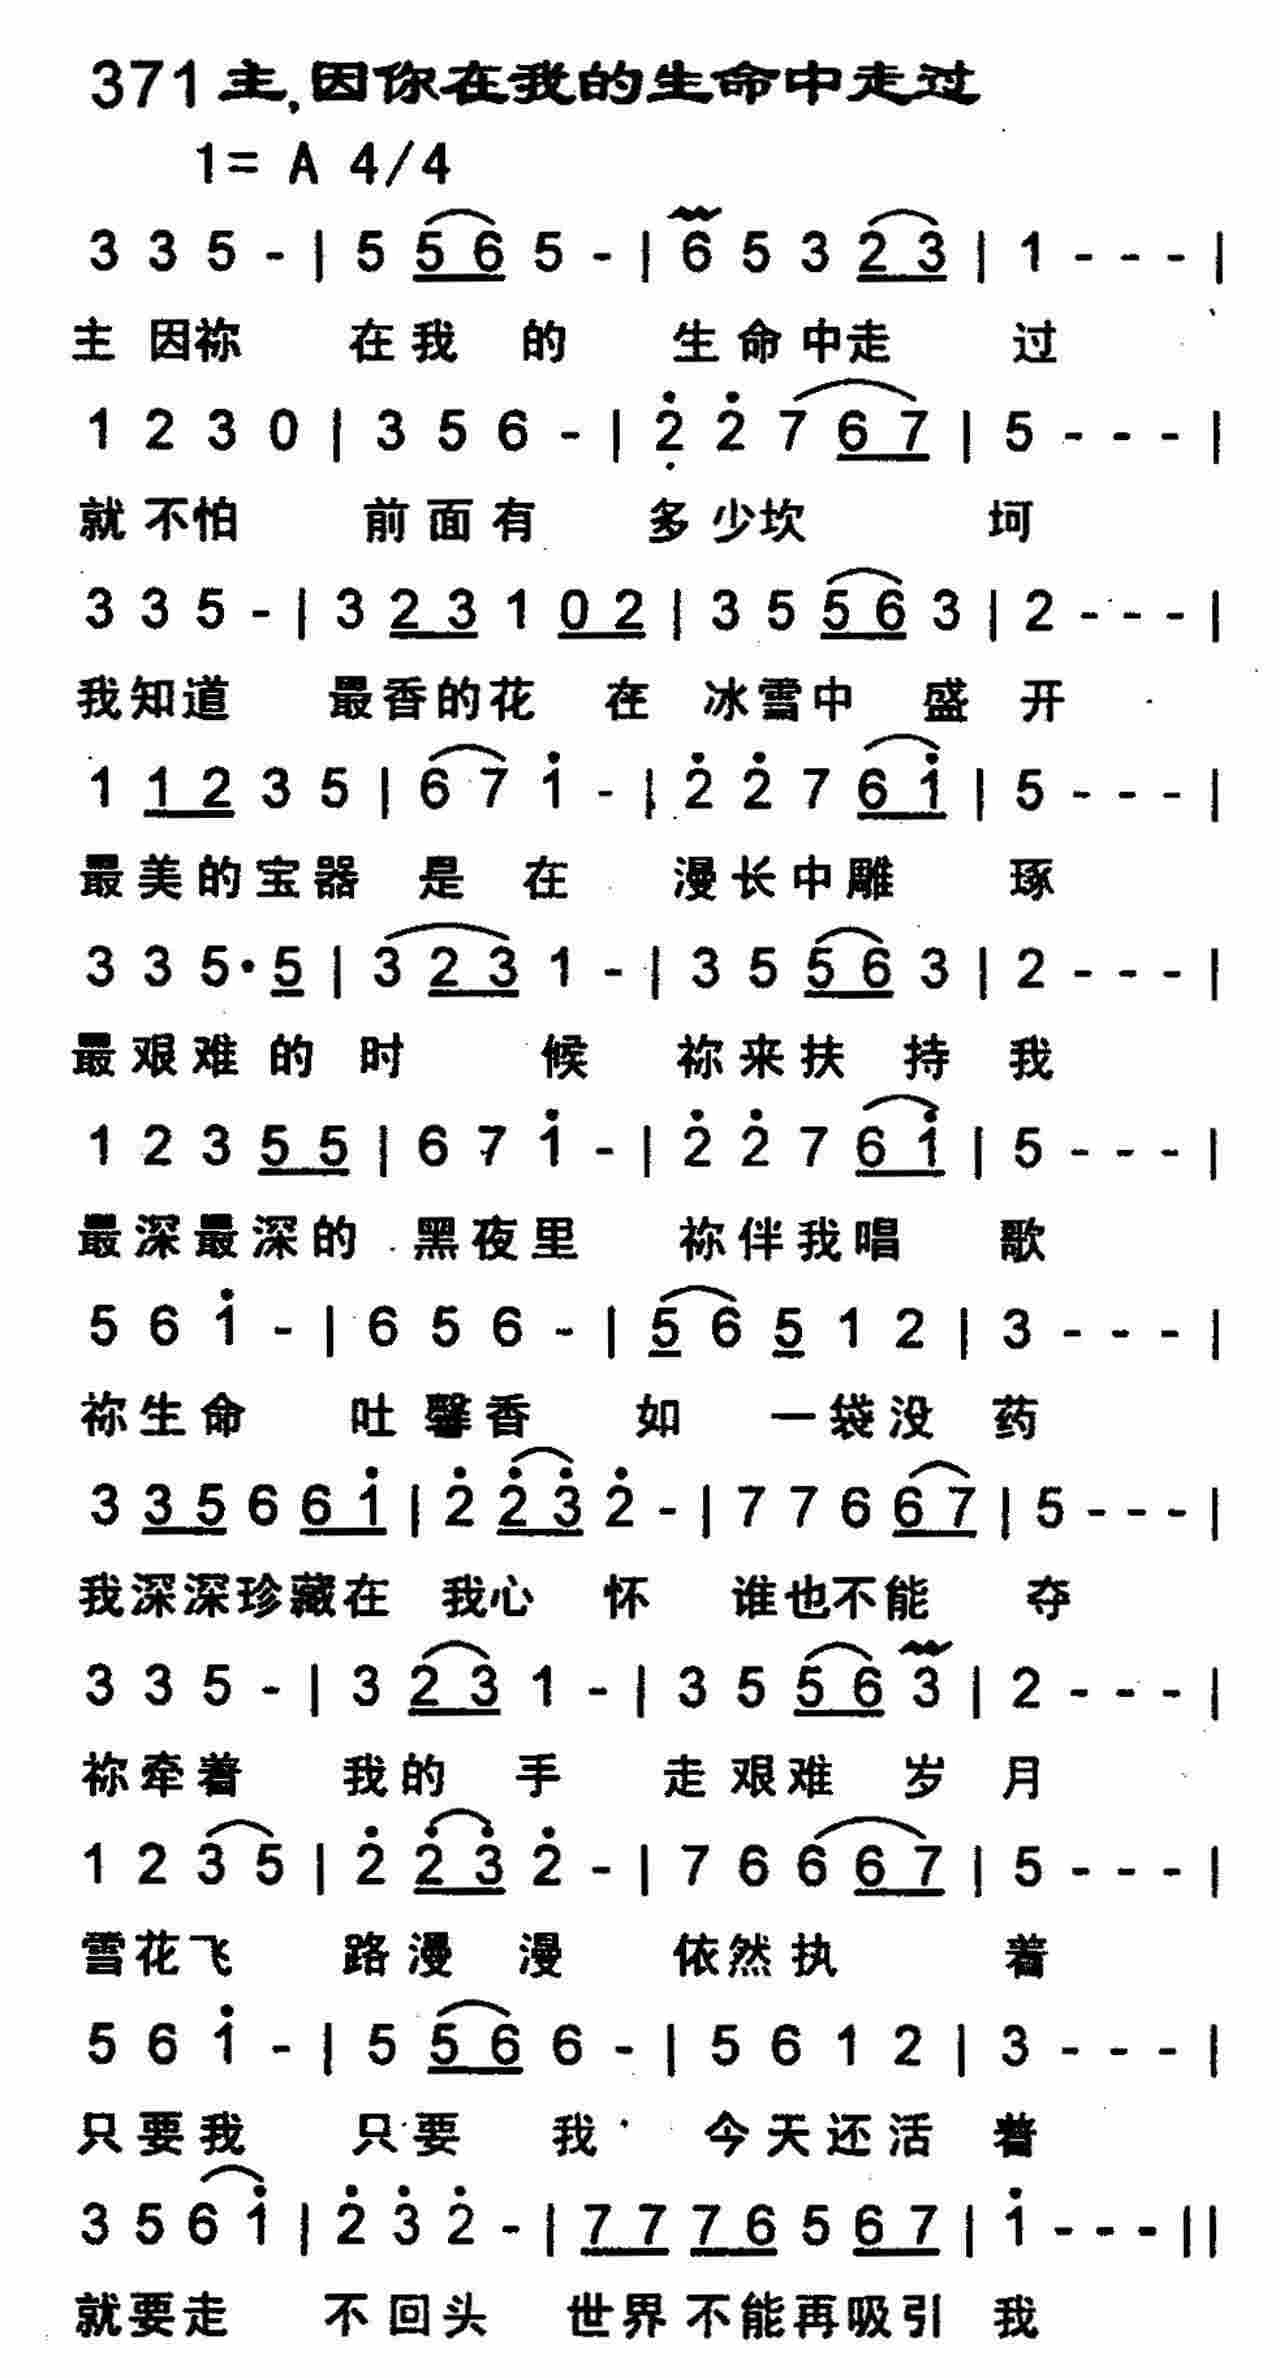 371 主,因你在我的生命中走过
1= A 4/4
3 3 5 - | 5 5 6 5 - | 6 5 3 2 3 | 1 - - - |
主 因祢 在我 的 生命中走 过
1 2 3 0 | 3 5 6 - | 2̇ 2̇ 7 6 7 | 5 - - - |
就不怕 前面有 多少坎 坷
3 3 5 - | 3 2 3 1 0 2 | 3 5 5 6 3 | 2 - - - |
我知道 最香的花 在 冰雪中 盛 开
1 1 2 3 5 | 6 7 1̇ - | 2̇ 2̇ 7 6 1̇ | 5 - - - |
最美的宝器 是 在 漫长中雕 琢
3 3 5· 5 | 3 2 3 1 - | 3 5 5 6 3 | 2 - - - |
最艰难 的 时 候 祢来扶 持 我
1 2 3 5 5 | 6 7 1̇ - | 2̇ 2̇ 7 6 1̇ | 5 - - - |
最深最深的 黑夜里 祢伴我唱 歌
5 6 1̇ - | 6 5 6 - | 5 6 5 1 2 | 3 - - - |
祢生命 吐馨香 如 一袋没 药
3 3 5 6 6 1̇ | 2̇ 2̇ 3̇ 2̇ - | 7 7 6 6 7 | 5 - - - |
我深深珍藏在 我心 怀 谁也不能 夺
3 3 5 - | 3 2 3 1 - | 3 5 5 6 3 | 2 - - - |
祢牵着 我的 手 走艰难 岁 月
1 2 3 5 | 2̇ 2̇ 3̇ 2̇ - | 7 6 6 6 7 | 5 - - - |
雪花飞 路漫 漫 依然执 着
5 6 1̇ - | 5 5 6 6 - | 5 6 1 2 | 3 - - - |
只要我 只要 我 今天还活 着
3 5 6 1̇ | 2̇ 3̇ 2̇ - | 7 7 7 6 5 6 7 | 1̇ - - - ||
就要走 不回头 世界不能再吸引 我